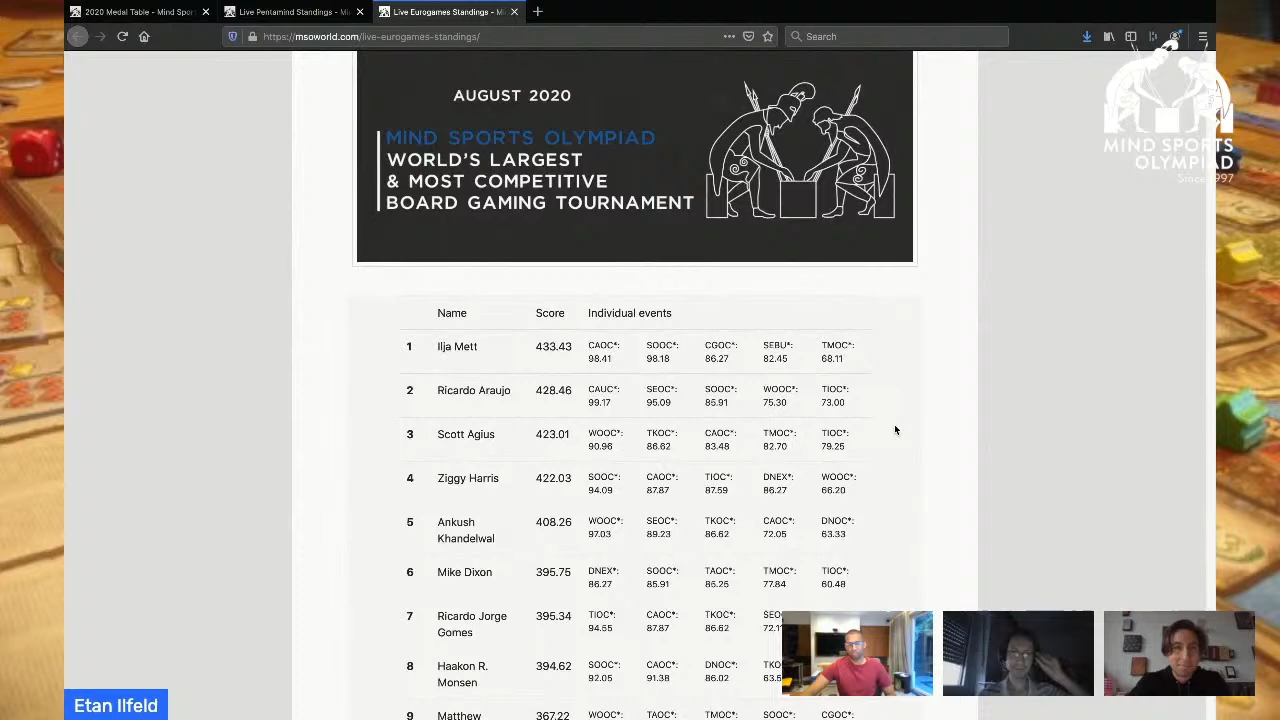 2020 Medal Table - Mind Spor
Live Pentamind Standings - Mi
Live Eurogames Standings - Mi
https://msoworld.com/live-eurogames-standings/
Search
MIND SPORTS
OLYMPIAD
Since 1997
AUGUST 2020
MIND SPORTS OLYMPIAD
WORLD'S LARGEST
& MOST COMPETITIVE
BOARD GAMING TOURNAMENT
Name Score Individual events
1 Ilja Mett 433.43 CAOC*: 98.41 SOOC*: 98.18 CGOC*: 86.27 SEBU*: 82.45 TMOC*: 68.11
2 Ricardo Araujo 428.46 CAUC*: 99.17 SEOC*: 95.09 SOOC*: 85.91 WOOC*: 75.30 TIOC*: 73.00
3 Scott Agius 423.01 WOOC*: 90.96 TKOC*: 86.62 CAOC*: 83.48 TMOC*: 82.70 TIOC*: 79.25
4 Ziggy Harris 422.03 SOOC*: 94.09 CAOC*: 87.87 TIOC*: 87.59 DNEX*: 86.27 WOOC*: 66.20
5 Ankush Khandelwal 408.26 WOOC*: 97.03 SEOC*: 89.23 TKOC*: 86.62 CAOC*: 72.05 DNOC*: 63.33
6 Mike Dixon 395.75 DNEX*: 86.27 SOOC*: 85.91 TAOC*: 85.25 TMOC*: 77.84 TIOC*: 60.48
7 Ricardo Jorge Gomes 395.34 TIOC*: 94.55 CAOC*: 87.87 TKOC*: 86.62 SEO 72.1
8 Haakon R. Monsen 394.62 SOOC*: 92.05 CAOC*: 91.38 DNOC*: 86.02 TKO 63.5
9 Matthew 367.22 WOOC*: TAOC*: TMOC*: SOOC*: CGOC*:
Etan Ilfeld